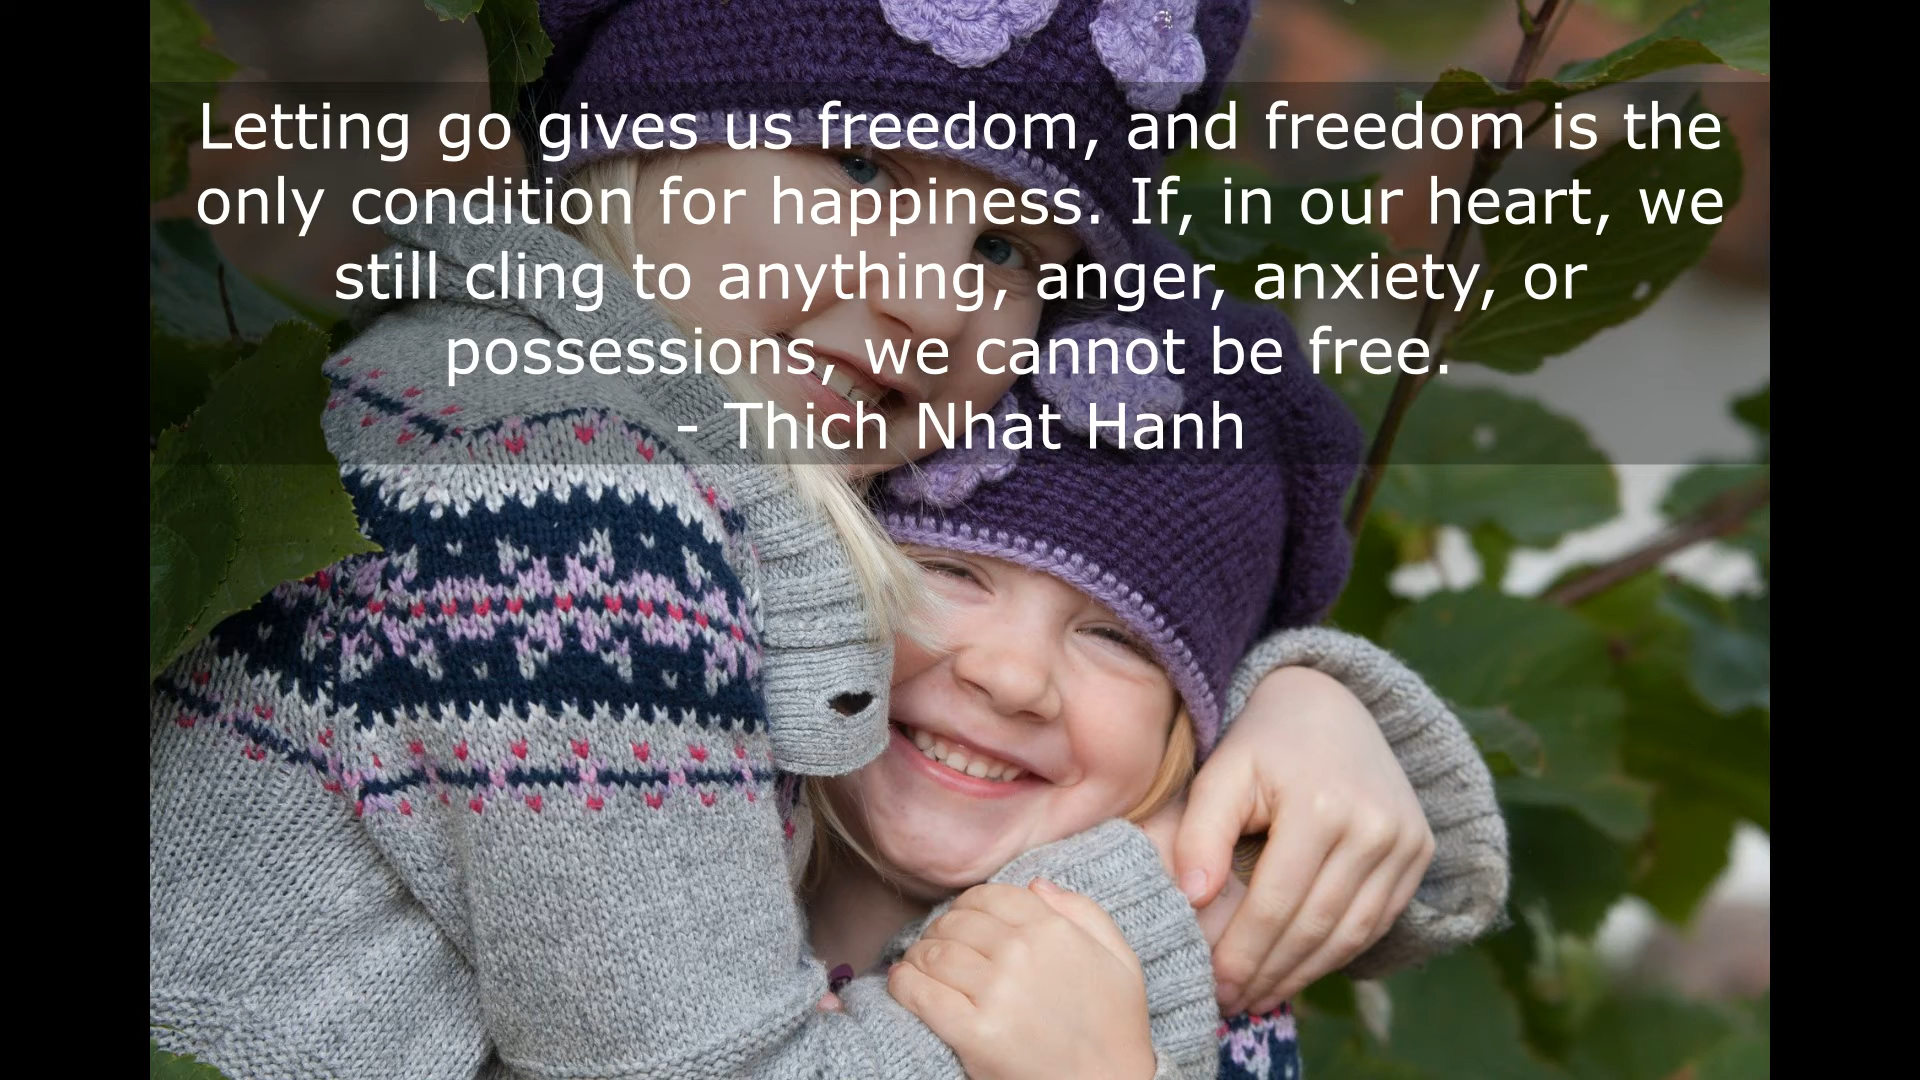 Letting go gives us freedom, and freedom is the
only condition for happiness. If, in our heart, we
still cling to anything, anger, anxiety, or
possessions, we cannot be free.
- Thich Nhat Hanh